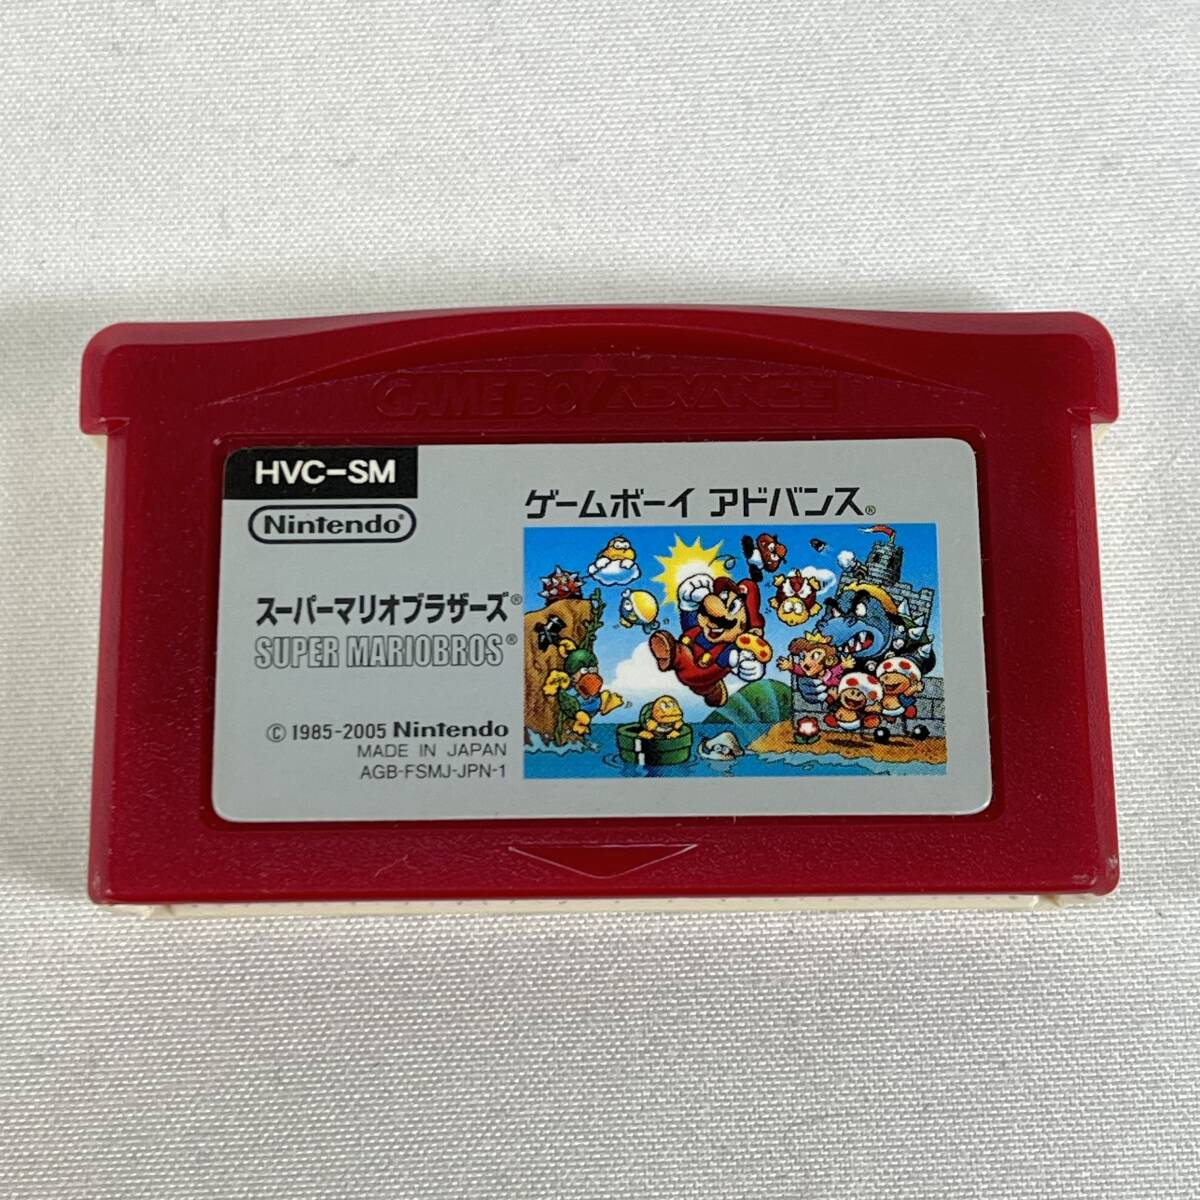 GAME BOY ADVANCE
HVC-SM
Nintendo®
ゲームボーイ アドバンス®
スーパーマリオブラザーズ®
SUPER MARIOBROS®
© 1985-2005 Nintendo
MADE IN JAPAN
AGB-FSMJ-JPN-1